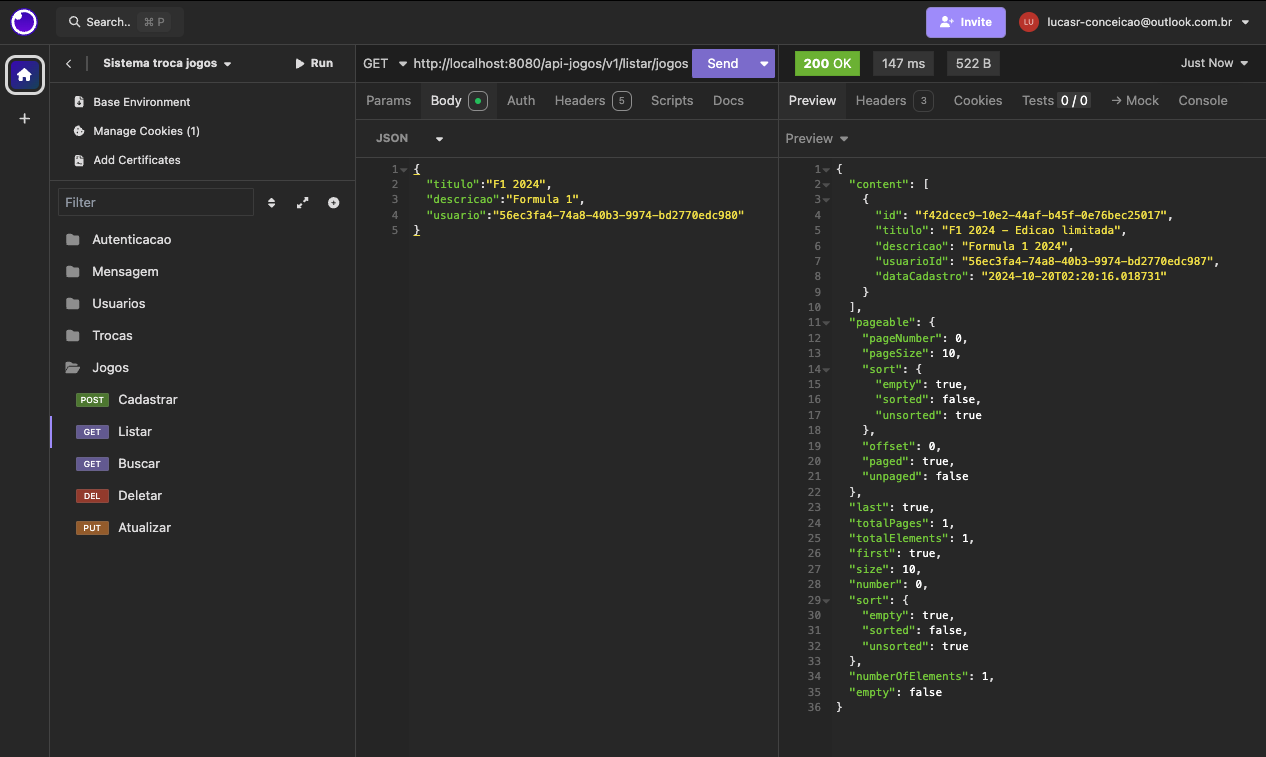 Search.. ⌘ P
Invite
LU lucasr-conceicao@outlook.com.br
Sistema troca jogos
Run
Base Environment
Manage Cookies (1)
Add Certificates
Filter
Autenticacao
Mensagem
Usuarios
Trocas
Jogos
POST Cadastrar
GET Listar
GET Buscar
DEL Deletar
PUT Atualizar
GET http://localhost:8080/api-jogos/v1/listar/jogos Send
Params Body Auth Headers 5 Scripts Docs
JSON
1 {
2 "titulo":"F1 2024",
3 "descricao":"Formula 1",
4 "usuario":"56ec3fa4-74a8-40b3-9974-bd2770edc980"
5 }
200 OK 147 ms 522 B Just Now
Preview Headers 3 Cookies Tests 0 / 0 → Mock Console
Preview
1 {
2 "content": [
3 {
4 "id": "f42dcec9-10e2-44af-b45f-0e76bec25017",
5 "titulo": "F1 2024 - Edicao limitada",
6 "descricao": "Formula 1 2024",
7 "usuarioId": "56ec3fa4-74a8-40b3-9974-bd2770edc987",
8 "dataCadastro": "2024-10-20T02:20:16.018731"
9 }
10 ],
11 "pageable": {
12 "pageNumber": 0,
13 "pageSize": 10,
14 "sort": {
15 "empty": true,
16 "sorted": false,
17 "unsorted": true
18 },
19 "offset": 0,
20 "paged": true,
21 "unpaged": false
22 },
23 "last": true,
24 "totalPages": 1,
25 "totalElements": 1,
26 "first": true,
27 "size": 10,
28 "number": 0,
29 "sort": {
30 "empty": true,
31 "sorted": false,
32 "unsorted": true
33 },
34 "numberOfElements": 1,
35 "empty": false
36 }